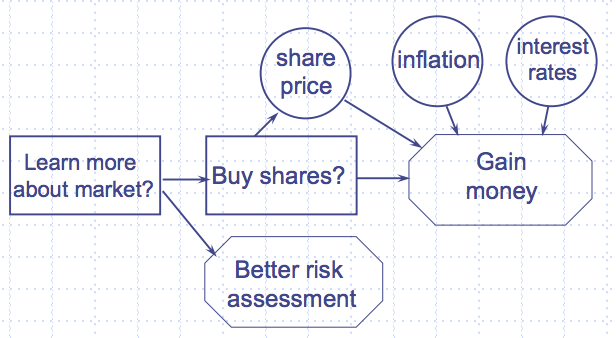 share
price
inflation
interest
rates
Learn more
about market?
Buy shares?
Gain
money
Better risk
assessment